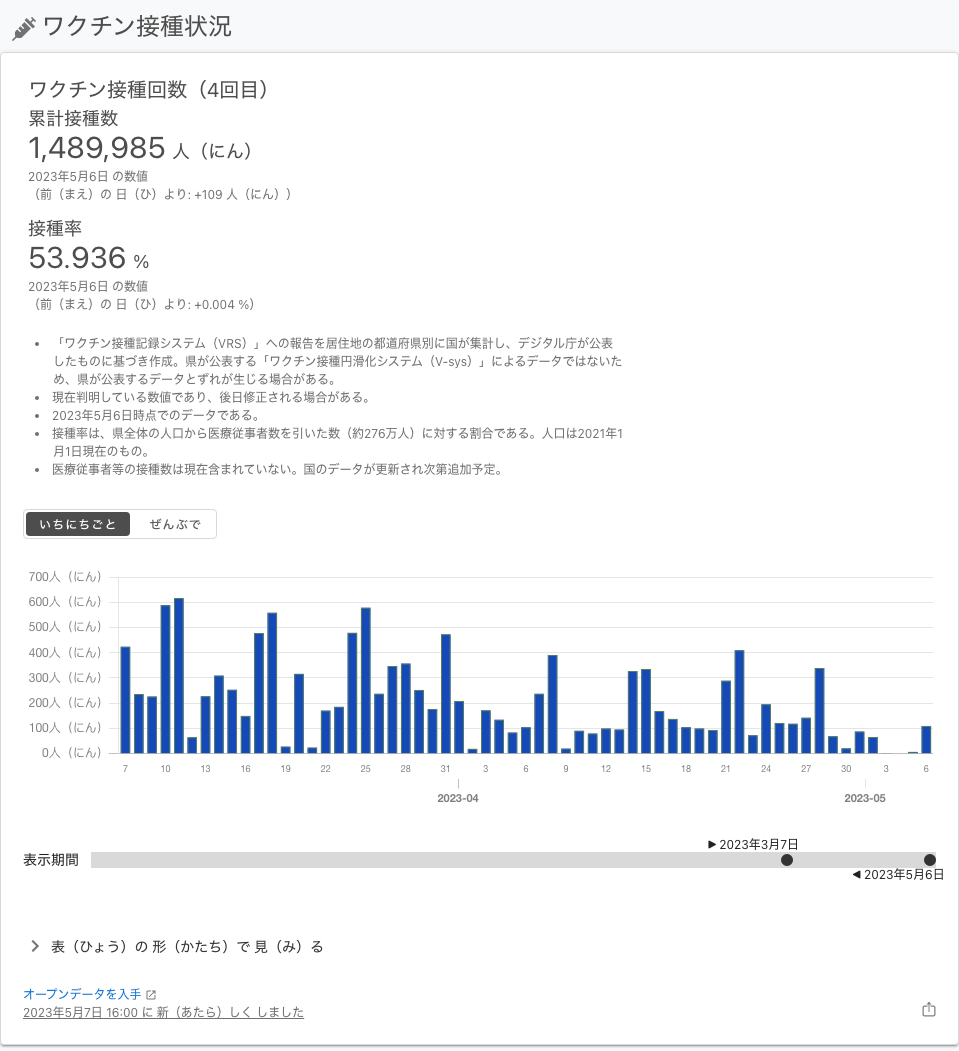 ワクチン接種状況
ワクチン接種回数（4回目）
累計接種数
1,489,985 人（にん）
2023年5月6日 の数値
（前（まえ）の 日（ひ）より: +109 人（にん））
接種率
53.936 %
2023年5月6日 の数値
（前（まえ）の 日（ひ）より: +0.004 %）
• 「ワクチン接種記録システム（VRS）」への報告を居住地の都道府県別に国が集計し、デジタル庁が公表
したものに基づき作成。県が公表する「ワクチン接種円滑化システム（V-sys）」によるデータではないた
め、県が公表するデータとずれが生じる場合がある。
• 現在判明している数値であり、後日修正される場合がある。
• 2023年5月6日時点でのデータである。
• 接種率は、県全体の人口から医療従事者数を引いた数（約276万人）に対する割合である。人口は2021年1
月1日現在のもの。
• 医療従事者等の接種数は現在含まれていない。国のデータが更新され次第追加予定。
いちにちごと ぜんぶで
700人（にん）
600人（にん）
500人（にん）
400人（にん）
300人（にん）
200人（にん）
100人（にん）
0人（にん）
7 10 13 16 19 22 25 28 31 3 6 9 12 15 18 21 24 27 30 3 6
2023-04 2023-05
▶ 2023年3月7日
表示期間
◀ 2023年5月6日
表（ひょう）の 形（かたち）で 見（み）る
オープンデータを入手
2023年5月7日 16:00 に 新（あたら）しく しました